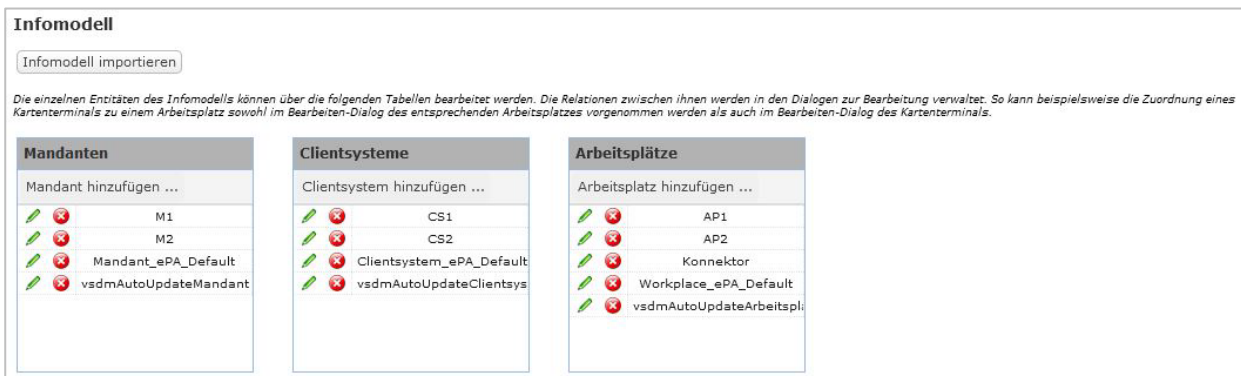 Infomodell
Infomodell importieren
Die einzelnen Entitäten des Infomodells können über die folgenden Tabellen bearbeitet werden. Die Relationen zwischen ihnen werden in den Dialogen zur Bearbeitung verwaltet. So kann beispielsweise die Zuordnung eines
Kartenterminals zu einem Arbeitsplatz sowohl im Bearbeiten-Dialog des entsprechenden Arbeitsplatzes vorgenommen werden als auch im Bearbeiten-Dialog des Kartenterminals.
Mandanten
Mandant hinzufügen ...
M1
M2
Mandant_ePA_Default
vsdmAutoUpdateMandant
Clientsysteme
Clientsystem hinzufügen ...
CS1
CS2
Clientsystem_ePA_Default
vsdmAutoUpdateClientsys
Arbeitsplätze
Arbeitsplatz hinzufügen ...
AP1
AP2
Konnektor
Workplace_ePA_Default
vsdmAutoUpdateArbeitspl